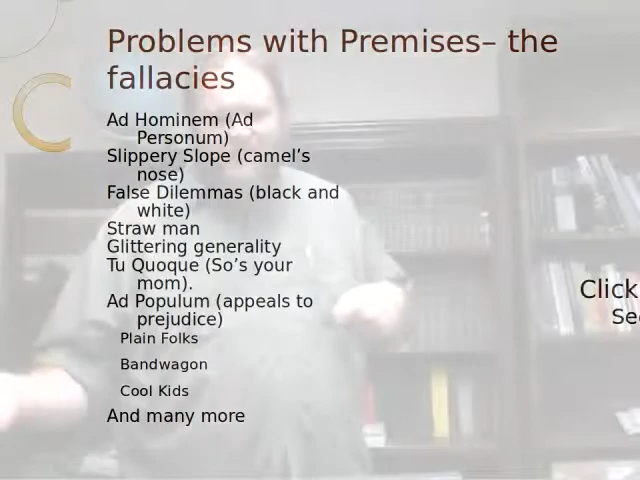 Problems with Premises– the
fallacies
Ad Hominem (Ad
Personum)
Slippery Slope (camel’s
nose)
False Dilemmas (black and
white)
Straw man
Glittering generality
Tu Quoque (So’s your
mom).
Ad Populum (appeals to
prejudice)
Plain Folks
Bandwagon
Cool Kids
And many more
Click
Se